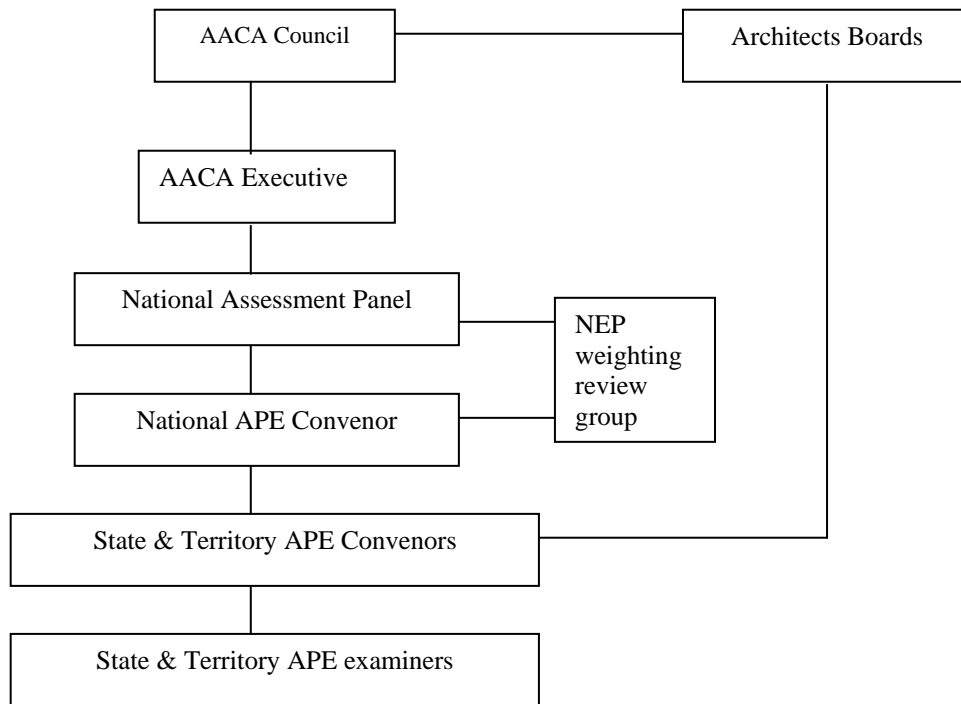 AACA Council
Architects Boards
AACA Executive
National Assessment Panel
NEP
weighting
review
group
National APE Convenor
State & Territory APE Convenors
State & Territory APE examiners